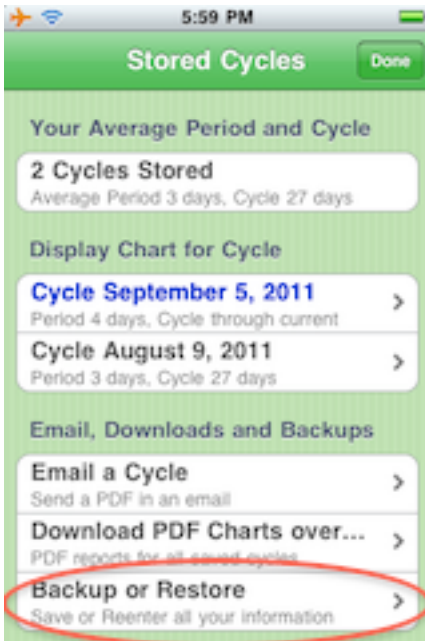 5:59 PM
Stored Cycles
Done
Your Average Period and Cycle
2 Cycles Stored
Average Period 3 days, Cycle 27 days
Display Chart for Cycle
Cycle September 5, 2011
Period 4 days, Cycle through current
Cycle August 9, 2011
Period 3 days, Cycle 27 days
Email, Downloads and Backups
Email a Cycle
Send a PDF in an email
Download PDF Charts over...
PDF reports for all saved cycles
Backup or Restore
Save or Reenter all your information